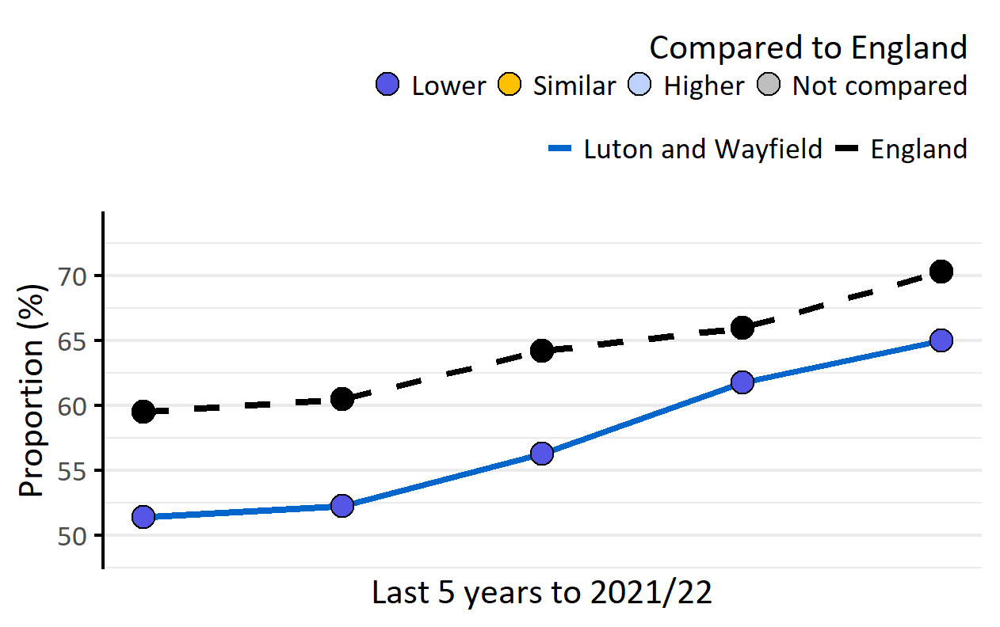 Compared to England
Lower Similar Higher Not compared
Luton and Wayfield England
Proportion (%)
70
65
60
55
50
Last 5 years to 2021/22